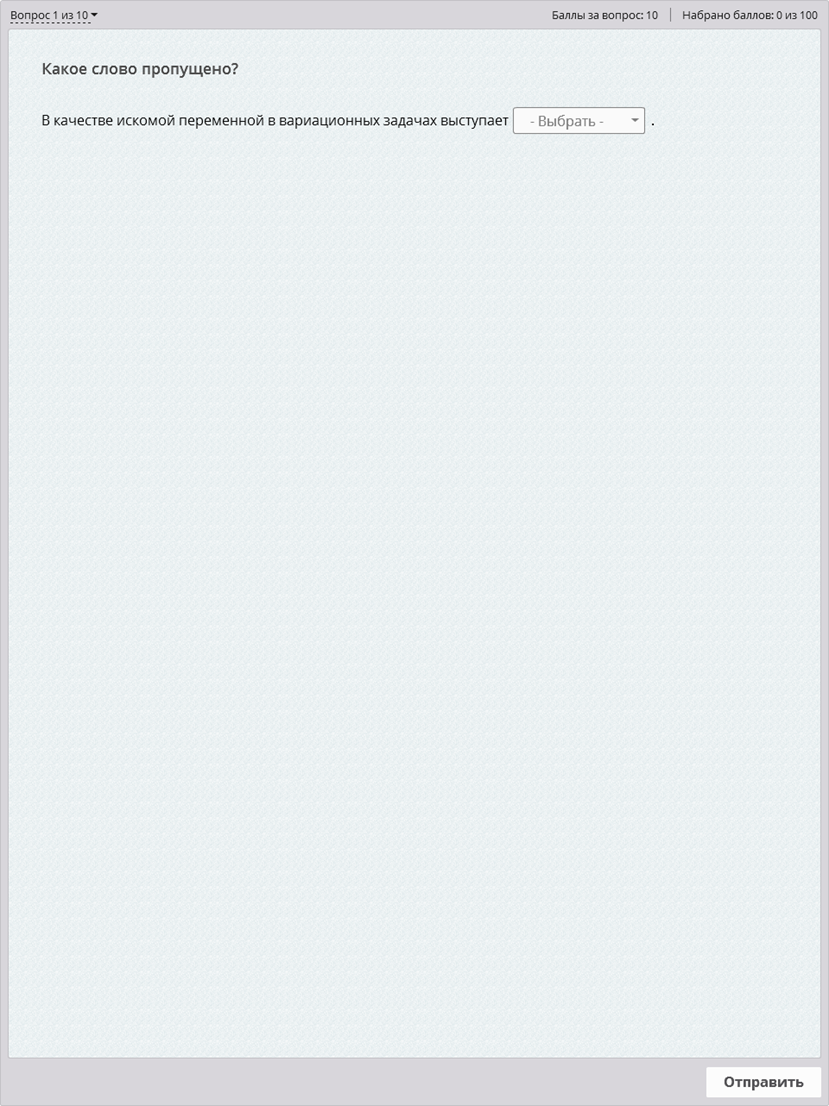 Вопрос 1 из 10 Баллы за вопрос: 10 Набрано баллов: 0 из 100
Какое слово пропущено?
В качестве искомой переменной в вариационных задачах выступает - Выбрать - .
Отправить